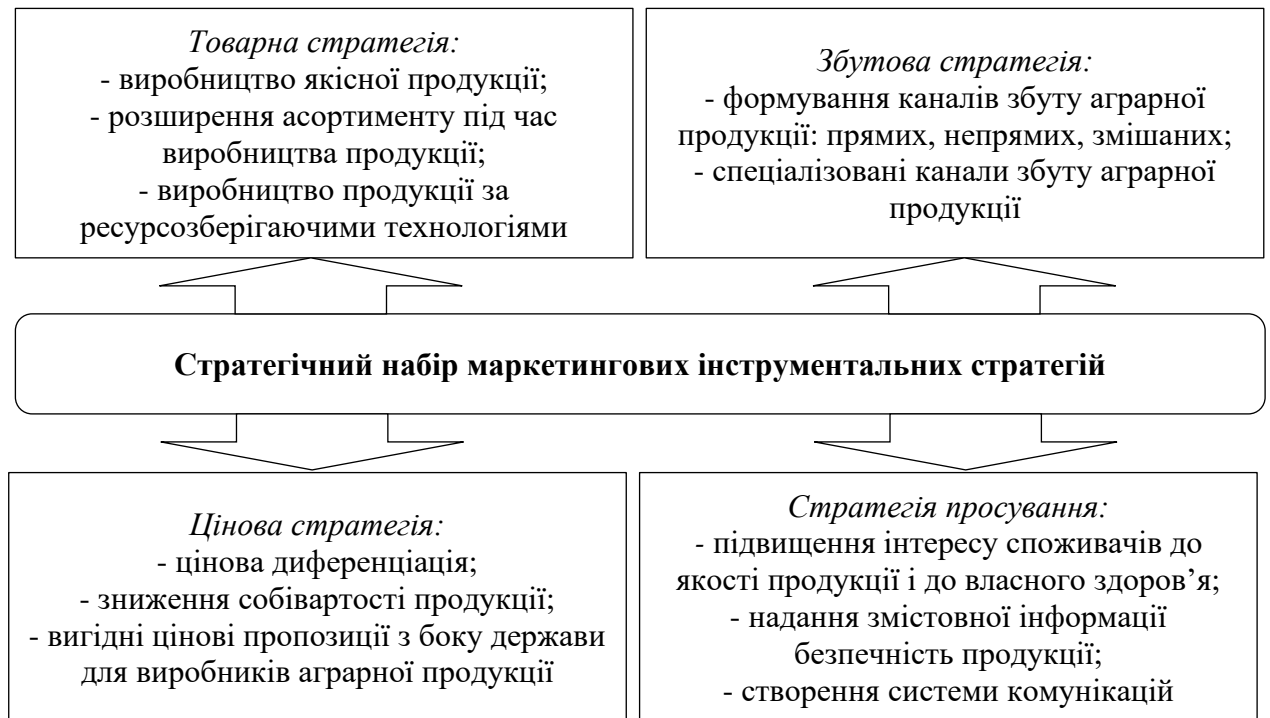 Товарна стратегія:
- виробництво якісної продукції;
- розширення асортименту під час
виробництва продукції;
- виробництво продукції за
ресурсозберігаючими технологіями
Збутова стратегія:
- формування каналів збуту аграрної
продукції: прямих, непрямих, змішаних;
- спеціалізовані канали збуту аграрної
продукції
Стратегічний набір маркетингових інструментальних стратегій
Цінова стратегія:
- цінова диференціація;
- зниження собівартості продукції;
- вигідні цінові пропозиції з боку держави
для виробників аграрної продукції
Стратегія просування:
- підвищення інтересу споживачів до
якості продукції і до власного здоров’я;
- надання змістовної інформації
безпечність продукції;
- створення системи комунікацій